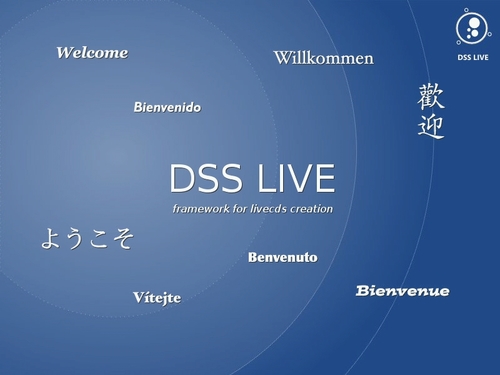 DSS LIVE
Welcome
Willkommen
Bienvenido
歡迎
DSS LIVE
framework for livecds creation
ようこそ
Benvenuto
Vítejte
Bienvenue